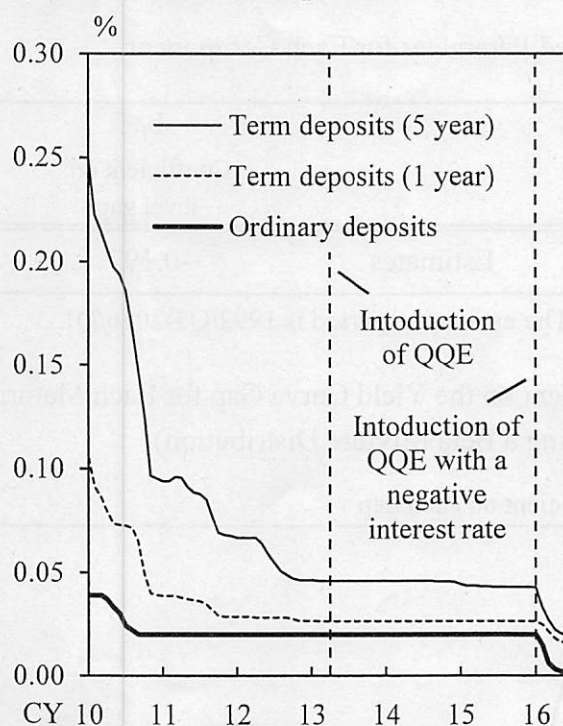 %
0.30
0.25
0.20
0.15
0.10
0.05
0.00
Term deposits (5 year)
Term deposits (1 year)
Ordinary deposits
Intoduction
of QQE
Intoduction of
QQE with a
negative
interest rate
CY 10 11 12 13 14 15 16
Estimates